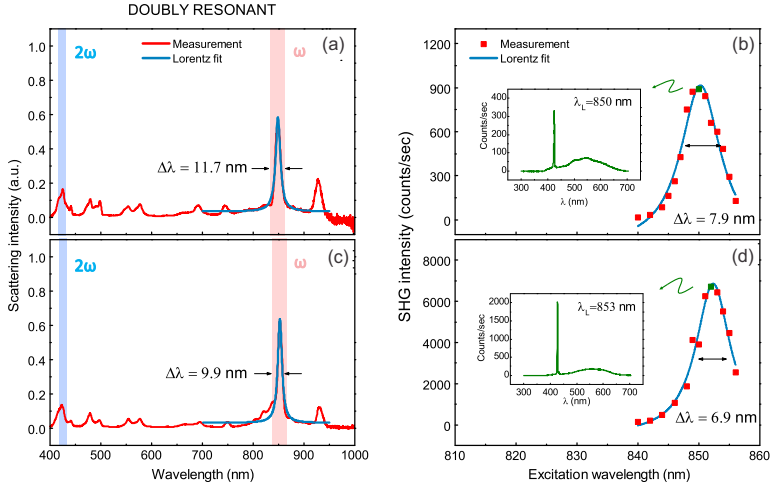 DOUBLY RESONANT
Scattering intensity (a.u.)
1.0
0.8
0.6
0.4
0.2
0.0
2ω
Measurement
Lorentz fit
ω
(a)
Δλ = 11.7 nm
1.0
0.8
0.6
0.4
0.2
0.0
2ω
ω
(c)
Δλ = 9.9 nm
400 500 600 700 800 900 1000
Wavelength (nm)
SHG intensity (counts/sec)
1200
900
600
300
0
Measurement
Lorentz fit
(b)
Counts/sec
400
300
200
100
0
λL=850 nm
300 400 500 600 700
λ (nm)
Δλ = 7.9 nm
8000
6000
4000
2000
0
(d)
Counts/sec
2000
1500
1000
500
0
λL=853 nm
300 400 500 600 700
λ (nm)
Δλ = 6.9 nm
810 820 830 840 850 860
Excitation wavelength (nm)